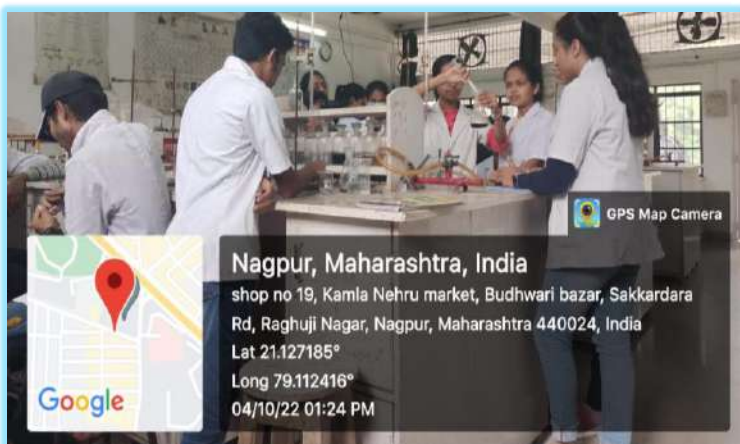 GPS Map Camera
Nagpur, Maharashtra, India
shop no 19, Kamla Nehru market, Budhwari bazar, Sakkardara
Rd, Raghuji Nagar, Nagpur, Maharashtra 440024, India
Lat 21.127185°
Long 79.112416°
04/10/22 01:24 PM
Google